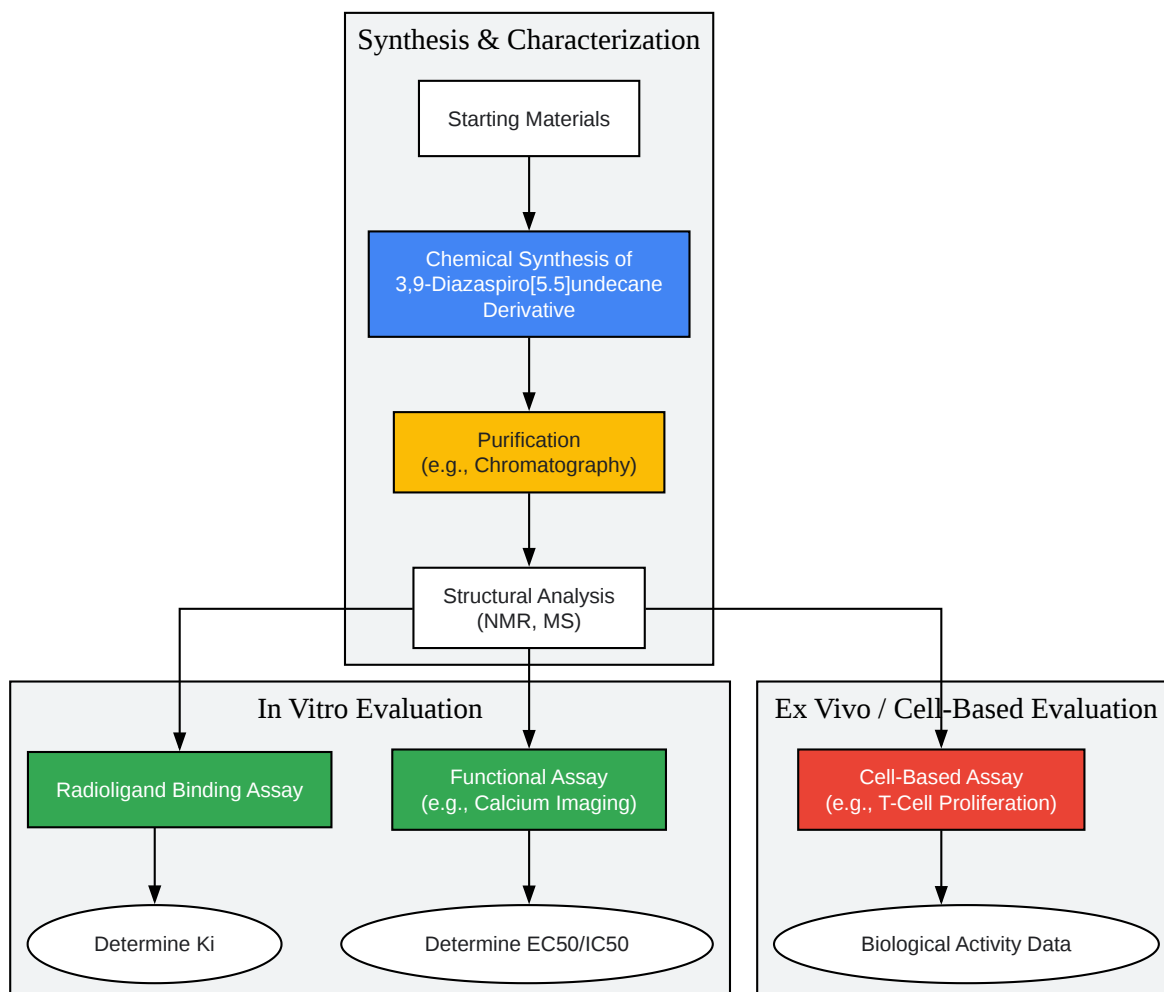 Synthesis & Characterization
Starting Materials
Chemical Synthesis of
3,9-Diazaspiro[5.5]undecane
Derivative
Purification
(e.g., Chromatography)
Structural Analysis
(NMR, MS)
In Vitro Evaluation
Radioligand Binding Assay
Functional Assay
(e.g., Calcium Imaging)
Determine Ki
Determine EC50/IC50
Ex Vivo / Cell-Based Evaluation
Cell-Based Assay
(e.g., T-Cell Proliferation)
Biological Activity Data